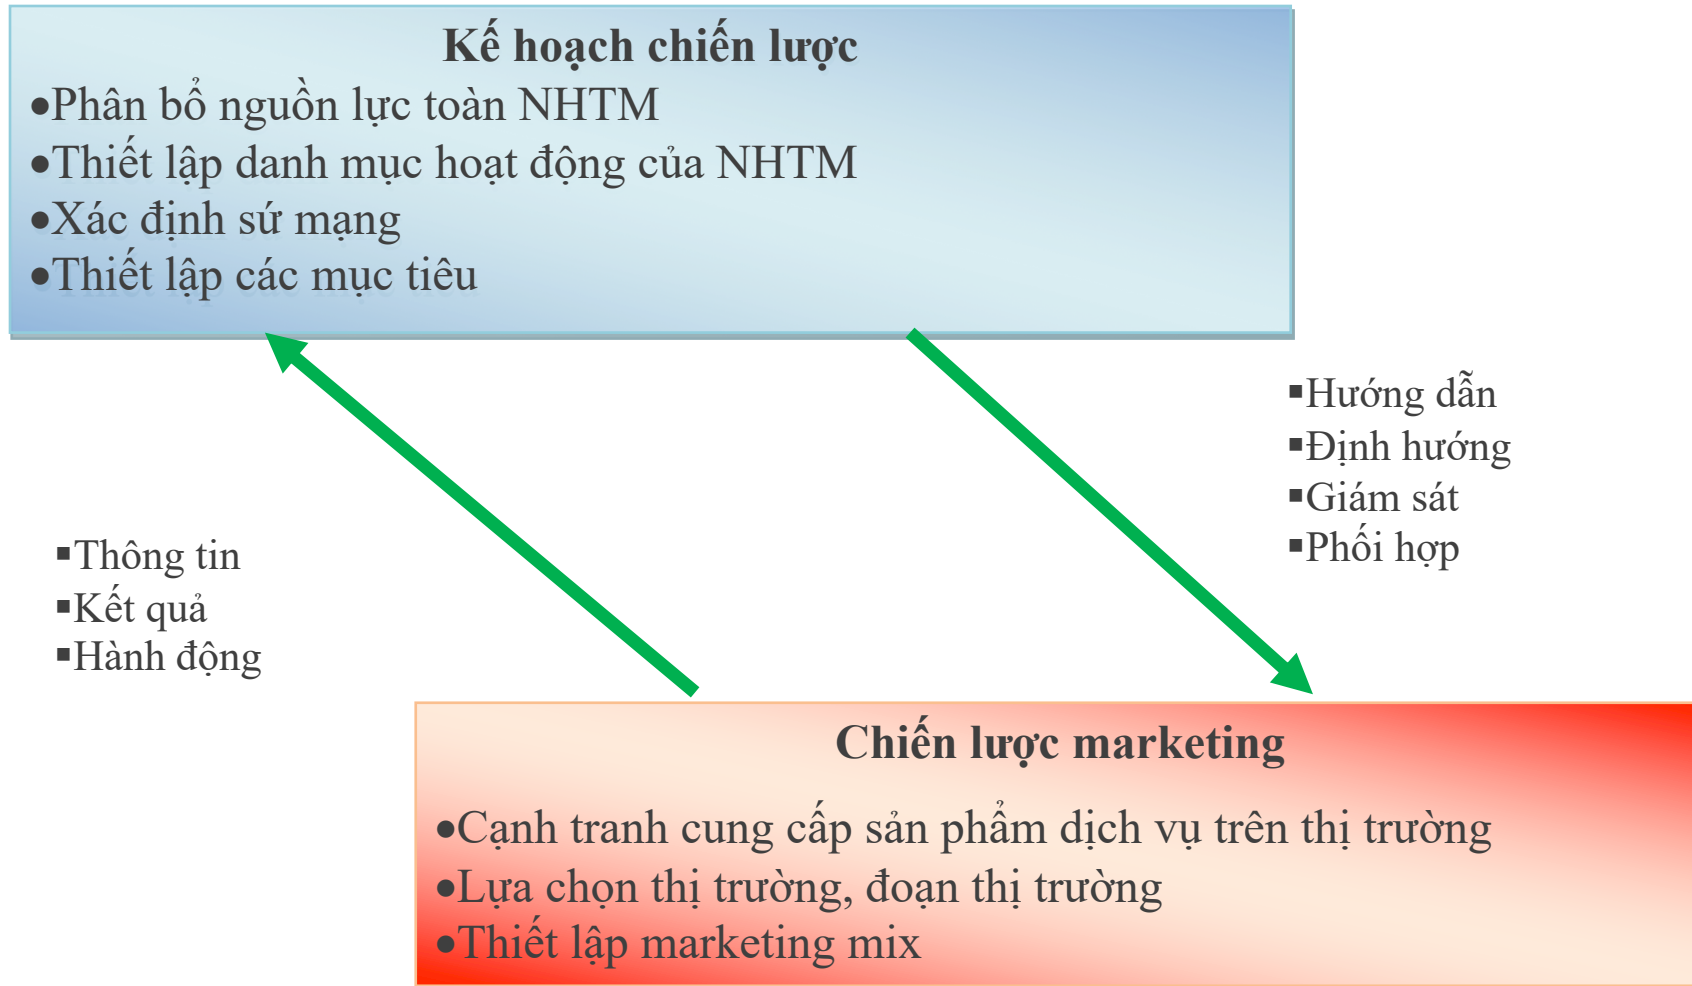 Kế hoạch chiến lược
•Phân bổ nguồn lực toàn NHTM
•Thiết lập danh mục hoạt động của NHTM
•Xác định sứ mạng
•Thiết lập các mục tiêu
▪Hướng dẫn
▪Định hướng
▪Giám sát
▪Phối hợp
▪Thông tin
▪Kết quả
▪Hành động
Chiến lược marketing
•Cạnh tranh cung cấp sản phẩm dịch vụ trên thị trường
•Lựa chọn thị trường, đoạn thị trường
•Thiết lập marketing mix